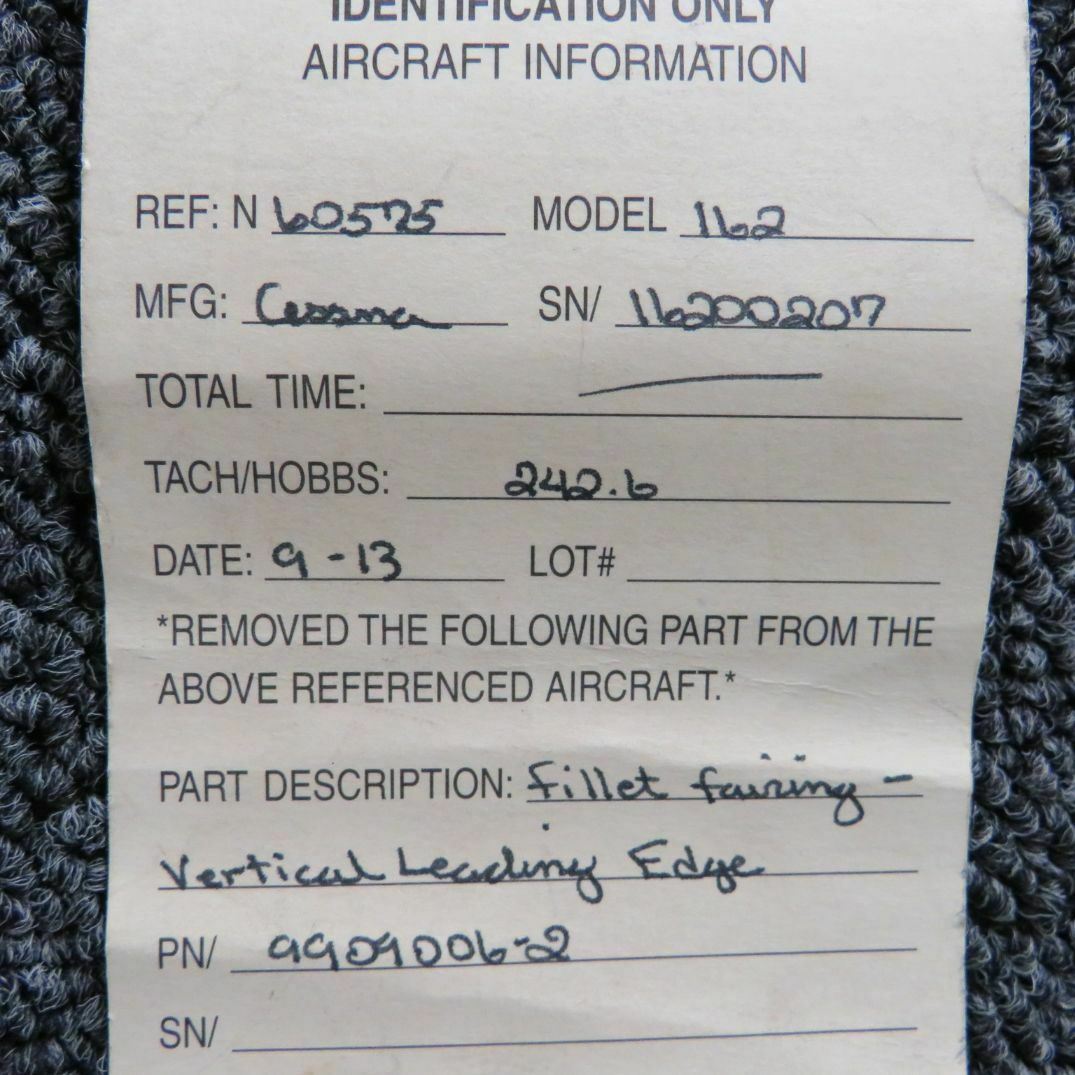 IDENTIFICATION ONLY
AIRCRAFT INFORMATION
REF: N 60575 MODEL 162
MFG: Cessna SN/ 16200207
TOTAL TIME:
TACH/HOBBS: 242.6
DATE: 9-13 LOT#
*REMOVED THE FOLLOWING PART FROM THE
ABOVE REFERENCED AIRCRAFT.*
PART DESCRIPTION: Fillet fairing -
Vertical Leading Edge
PN/ 9909006-2
SN/